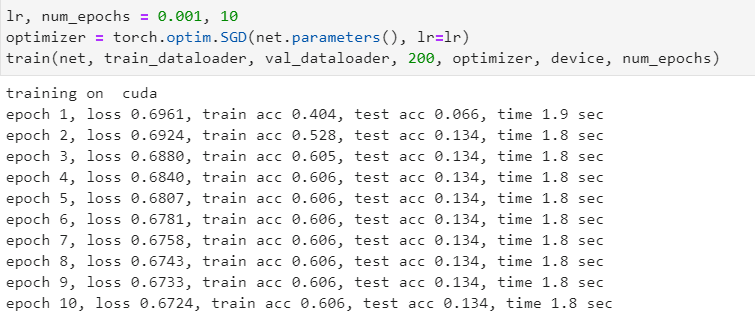 lr, num_epochs = 0.001, 10
optimizer = torch.optim.SGD(net.parameters(), lr=lr)
train(net, train_dataloader, val_dataloader, 200, optimizer, device, num_epochs)
training on  cuda
epoch 1, loss 0.6961, train acc 0.404, test acc 0.066, time 1.9 sec
epoch 2, loss 0.6924, train acc 0.528, test acc 0.134, time 1.8 sec
epoch 3, loss 0.6880, train acc 0.605, test acc 0.134, time 1.8 sec
epoch 4, loss 0.6840, train acc 0.606, test acc 0.134, time 1.8 sec
epoch 5, loss 0.6807, train acc 0.606, test acc 0.134, time 1.8 sec
epoch 6, loss 0.6781, train acc 0.606, test acc 0.134, time 1.8 sec
epoch 7, loss 0.6758, train acc 0.606, test acc 0.134, time 1.8 sec
epoch 8, loss 0.6743, train acc 0.606, test acc 0.134, time 1.8 sec
epoch 9, loss 0.6733, train acc 0.606, test acc 0.134, time 1.8 sec
epoch 10, loss 0.6724, train acc 0.606, test acc 0.134, time 1.8 sec